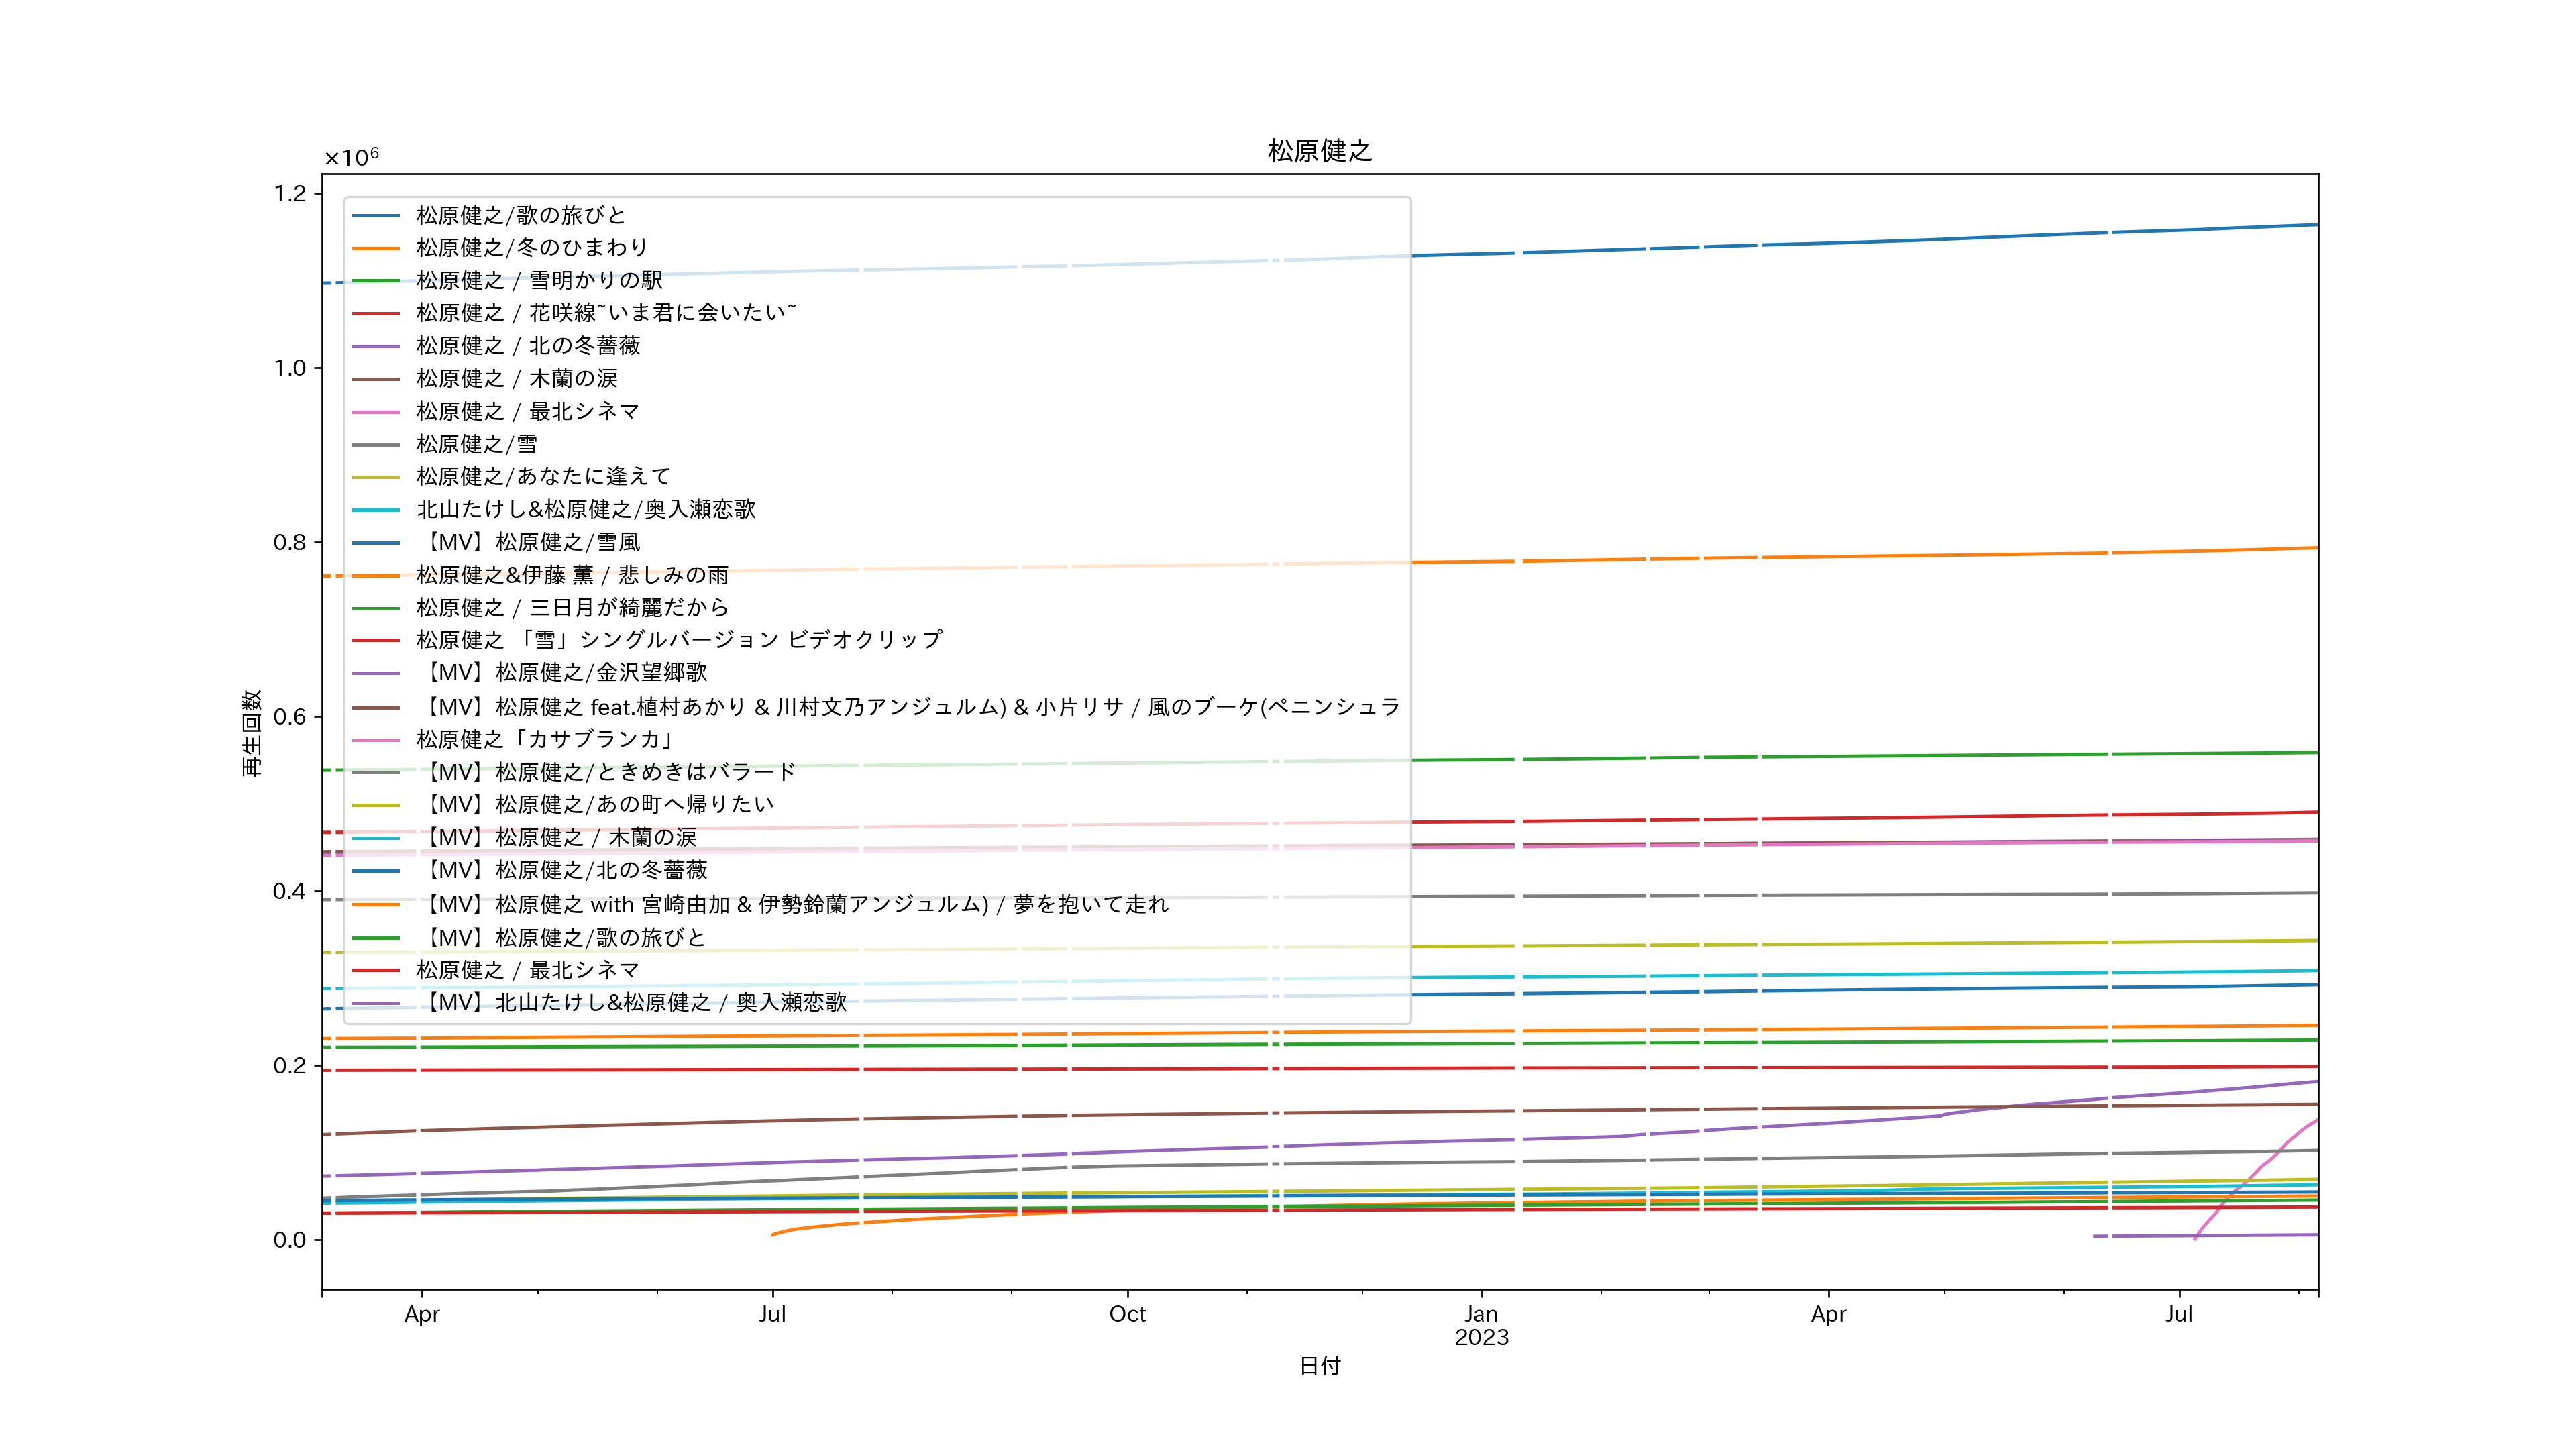 松原健之
×10⁶
1.2
1.0
0.8
0.6
0.4
0.2
0.0
再生回数
松原健之/歌の旅びと
松原健之/冬のひまわり
松原健之 / 雪明かりの駅
松原健之 / 花咲線~いま君に会いたい~
松原健之 / 北の冬薔薇
松原健之 / 木蘭の涙
松原健之 / 最北シネマ
松原健之/雪
松原健之/あなたに逢えて
北山たけし&松原健之/奥入瀬恋歌
【MV】松原健之/雪風
松原健之&伊藤 薫 / 悲しみの雨
松原健之 / 三日月が綺麗だから
松原健之 「雪」シングルバージョン ビデオクリップ
【MV】松原健之/金沢望郷歌
【MV】松原健之 feat.植村あかり & 川村文乃アンジュルム) & 小片リサ / 風のブーケ(ペニンシュラ
松原健之「カサブランカ」
【MV】松原健之/ときめきはバラード
【MV】松原健之/あの町へ帰りたい
【MV】松原健之 / 木蘭の涙
【MV】松原健之/北の冬薔薇
【MV】松原健之 with 宮崎由加 & 伊勢鈴蘭アンジュルム) / 夢を抱いて走れ
【MV】松原健之/歌の旅びと
松原健之 / 最北シネマ
【MV】北山たけし&松原健之 / 奥入瀬恋歌
Apr Jul Oct Jan Apr Jul
2023
日付